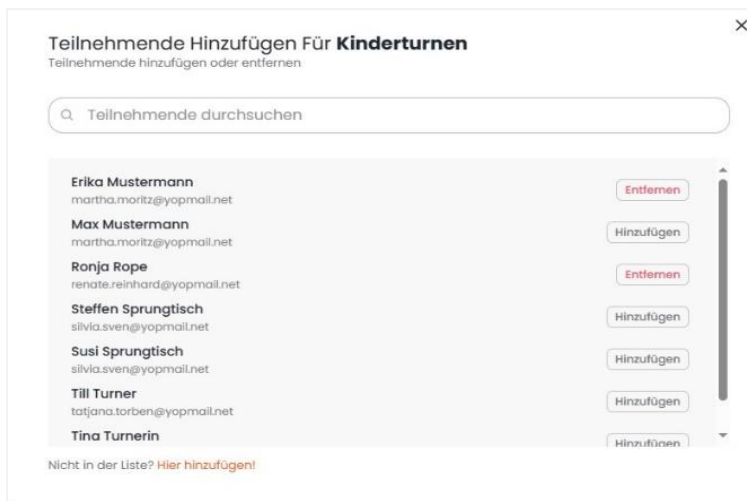 Teilnehmende Hinzufügen Für Kinderturnen
Teilnehmende hinzufügen oder entfernen
Teilnehmende durchsuchen
Erika Mustermann
martha.moritz@yopmail.net
Entfernen
Max Mustermann
martha.moritz@yopmail.net
Hinzufügen
Ronja Rope
renate.reinhard@yopmail.net
Entfernen
Steffen Sprungtisch
silvia.sven@yopmail.net
Hinzufügen
Susi Sprungtisch
silvia.sven@yopmail.net
Hinzufügen
Till Turner
tatjana.torben@yopmail.net
Hinzufügen
Tina Turnerin
Hinzufügen
Nicht in der Liste? Hier hinzufügen!